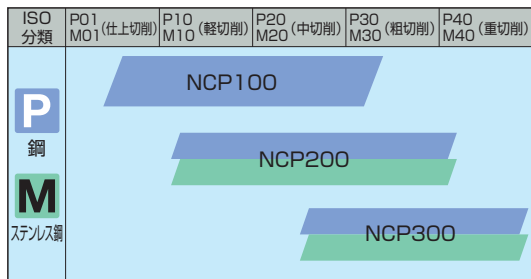 ISO
分類
P01
M01
(仕上切削)
P10
M10
(軽切削)
P20
M20
(中切削)
P30
M30
(粗切削)
P40
M40
(重切削)
P
鋼
M
ステンレス鋼
NCP100
NCP200
NCP300